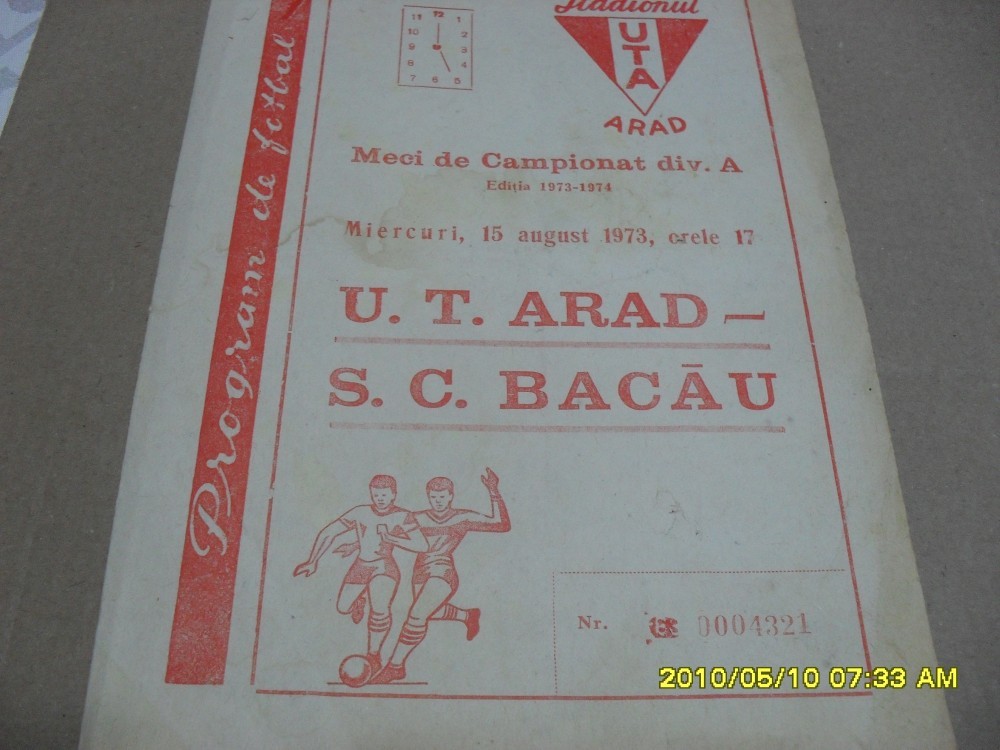 Program de fotbal
11 12 1
10 2
9 3
8 4
7 6 5
Stadionul
UTA
ARAD
Meci de Campionat div. A
Ediția 1973-1974
Miercuri, 15 august 1973, orele 17
U. T. ARAD —
S. C. BACĂU
Nr. 0004321
2010/05/10 07:33 AM